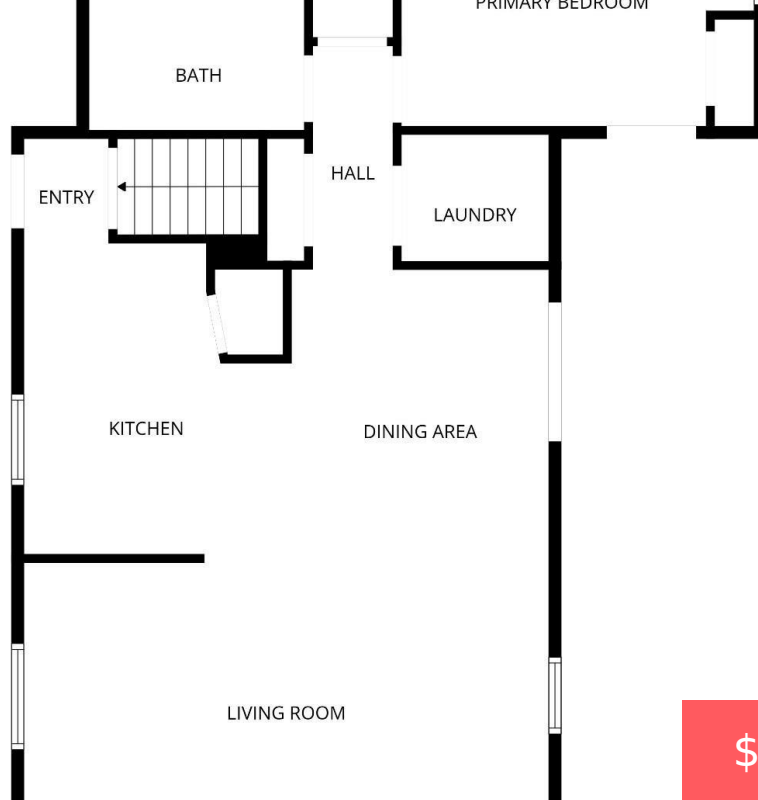 PRIMARY BEDROOM
BATH
HALL
ENTRY
LAUNDRY
KITCHEN
DINING AREA
LIVING ROOM
$